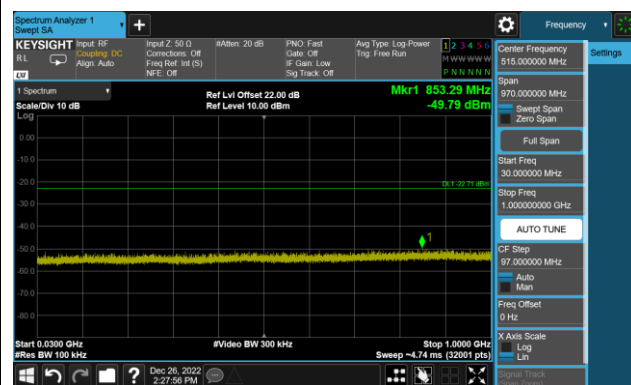 Spectrum Analyzer 1
Swept SA
Frequency
KEYSIGHT
R L
LXI
Input: RF
Coupling: DC
Align: Auto
Input Z: 50 Ω
Corrections: Off
Freq Ref: Int (S)
NFE: Off
#Atten: 20 dB
PNO: Fast
Gate: Off
IF Gain: Low
Sig Track: Off
Avg Type: Log-Power
Trig: Free Run
1 2 3 4 5 6
M W W W W W
P N N N N N
1 Spectrum
Scale/Div 10 dB
Log
Ref Lvl Offset 22.00 dB
Ref Level 10.00 dBm
Mkr1 853.29 MHz
-49.79 dBm
0.00
-10.0
-20.0
DL1 -22.71 dBm
-30.0
-40.0
1
-50.0
-60.0
-70.0
-80.0
Start 0.0300 GHz
#Res BW 100 kHz
#Video BW 300 kHz
Stop 1.0000 GHz
Sweep ~4.74 ms (32001 pts)
Center Frequency
515.000000 MHz
Settings
Span
970.000000 MHz
Swept Span
Zero Span
Full Span
Start Freq
30.000000 MHz
Stop Freq
1.000000000 GHz
AUTO TUNE
CF Step
97.000000 MHz
Auto
Man
Freq Offset
0 Hz
X Axis Scale
Log
Lin
Signal Track
(Span Zoom)
?
Dec 26, 2022
2:27:56 PM